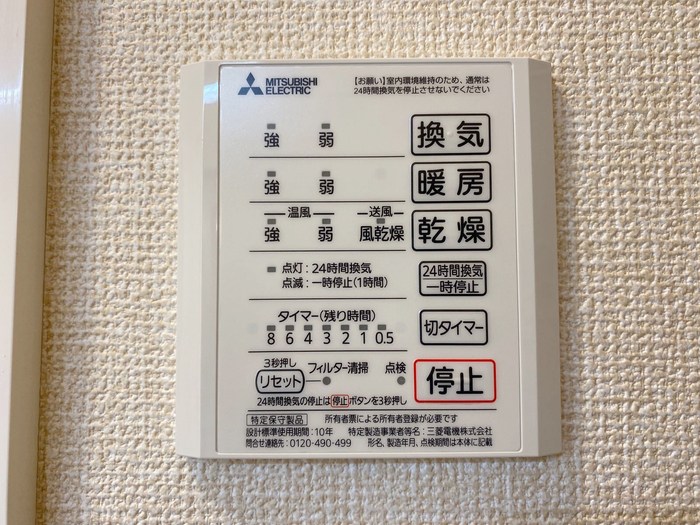 MITSUBISHI
ELECTRIC
【お願い】室内環境維持のため、通常は
24時間換気を停止させないでください
強 弱 換気
強 弱 暖房
温風 送風
強 弱 風乾燥 乾燥
点灯:24時間換気
点滅:一時停止(1時間)
24時間換気
一時停止
タイマー(残り時間)
8 6 4 3 2 1 0.5
切タイマー
3秒押し
リセット フィルター清掃 点検
停止
24時間換気の停止は停止ボタンを3秒押し
特定保守製品 所有者票による所有者登録が必要です
設計標準使用期間:10年 特定製造事業者等名:三菱電機株式会社
問合せ連絡先:0120-490-499 形名、製造年月、点検期間は本体に記載